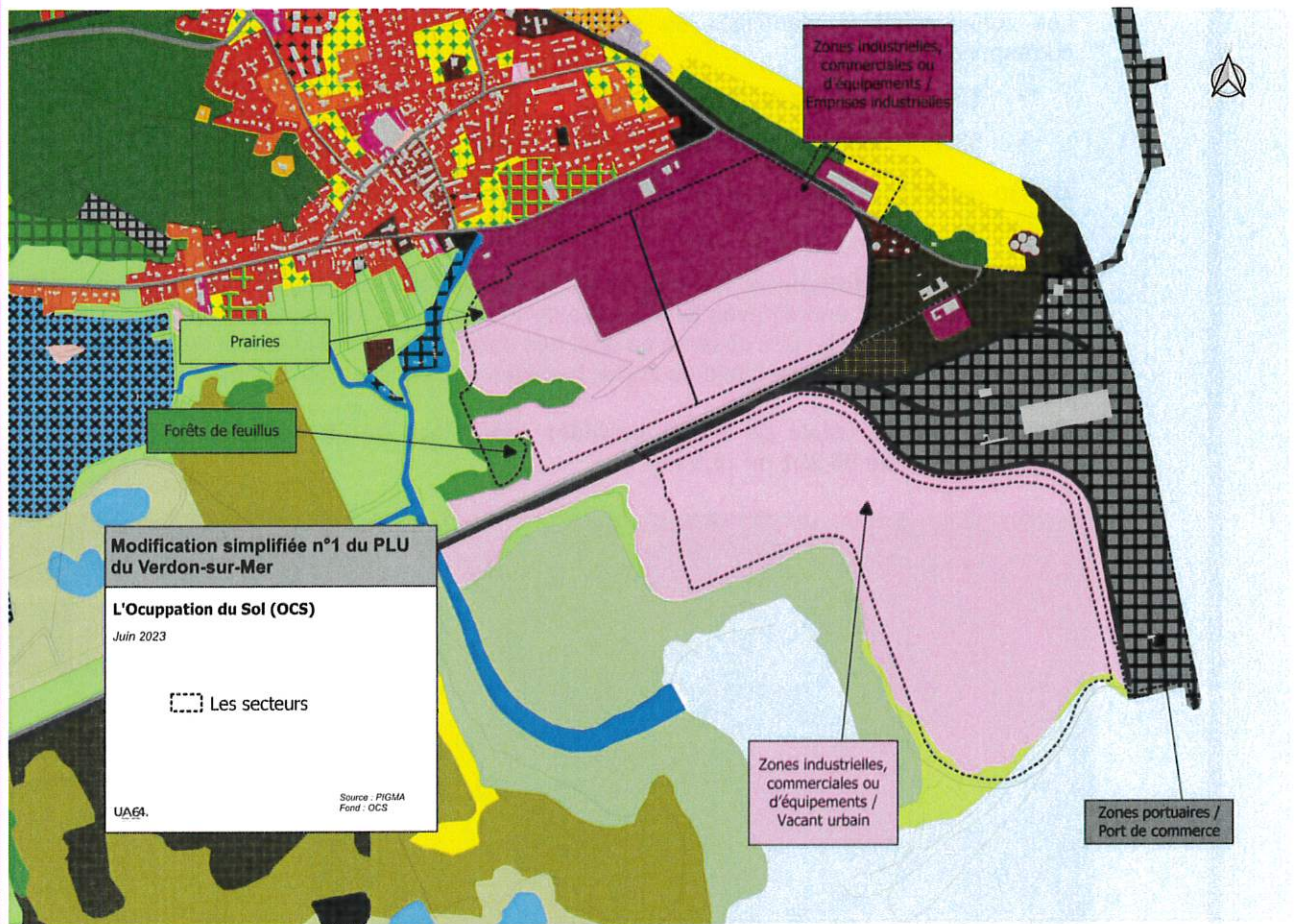 Zones industrielles,
commerciales ou
d'équipements /
Emprises industrielles
Prairies
Forêts de feuillus
Modification simplifiée n°1 du PLU
du Verdon-sur-Mer
L'Ocuppation du Sol (OCS)
Juin 2023
Les secteurs
Source : PIGMA
Fond : OCS
UA64.
Zones industrielles,
commerciales ou
d'équipements /
Vacant urbain
Zones portuaires /
Port de commerce